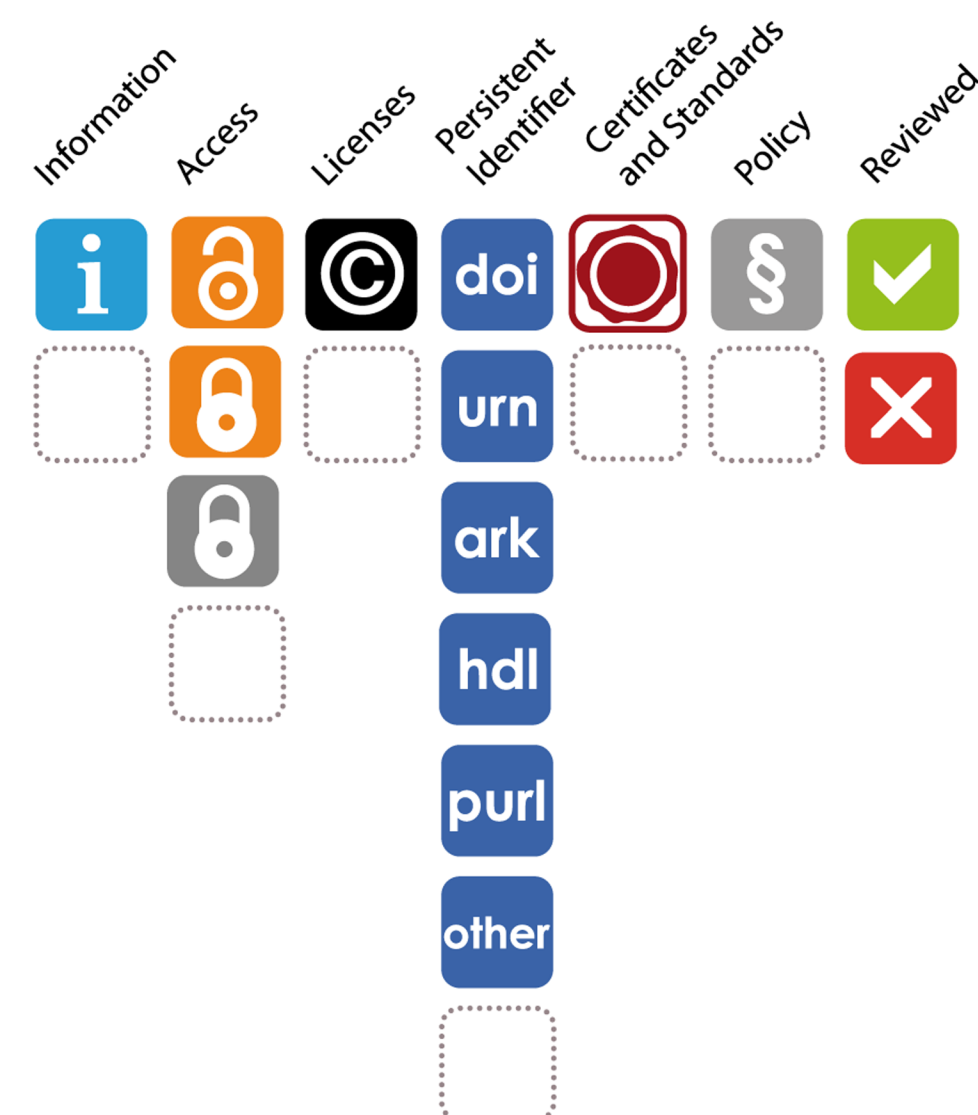 Information
Access
Licenses
Persistent
Identifier
Certificates
and Standards
Policy
Reviewed
i
©
doi
§
urn
ark
hdl
purl
other